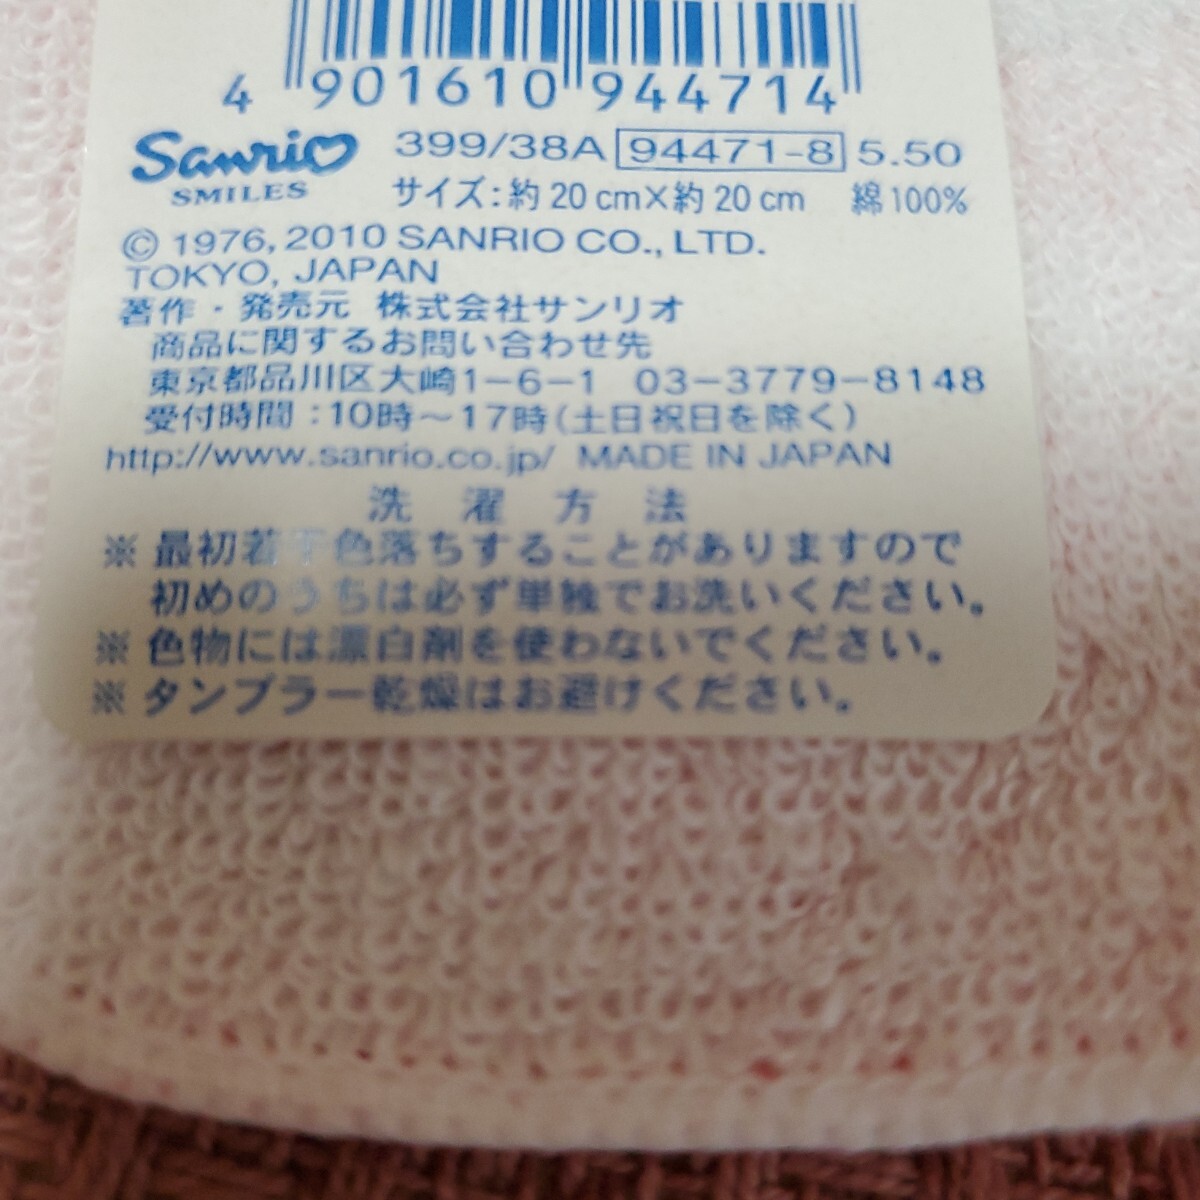 4 901610 944714
Sanrio 399/38A 94471-8 5.50
SMILES サイズ:約20cm×約20cm 綿100%
© 1976, 2010 SANRIO CO., LTD.
TOKYO, JAPAN
著作・発売元 株式会社サンリオ
商品に関するお問い合わせ先
東京都品川区大崎1-6-1 03-3779-8148
受付時間:10時〜17時(土日祝日を除く)
http://www.sanrio.co.jp/ MADE IN JAPAN
洗濯方法
※ 最初若干色落ちすることがありますので
初めのうちは必ず単独でお洗いください。
※ 色物には漂白剤を使わないでください。
※ タンブラー乾燥はお避けください。